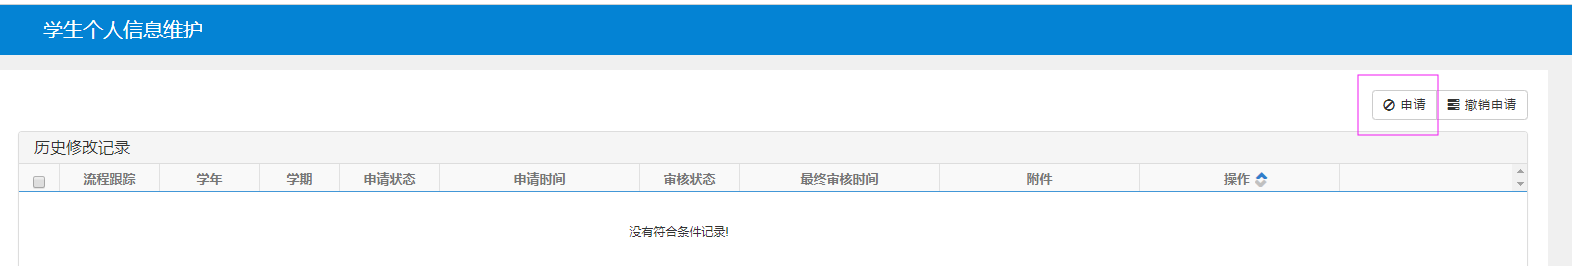 学生个人信息维护
申请 撤销申请
历史修改记录
流程跟踪 学年 学期 申请状态 申请时间 审核状态 最终审核时间 附件 操作
没有符合条件记录!